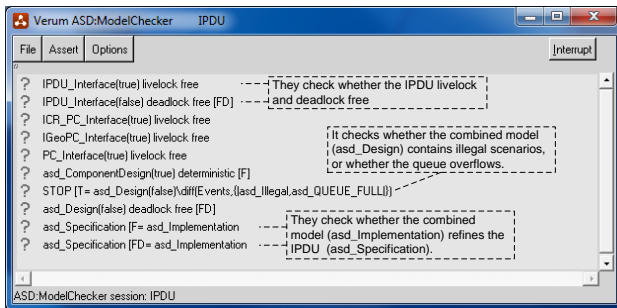 Verum ASD:ModelChecker IPDU
File Assert Options Interrupt
? IPDU_Interface(true) livelock free
They check whether the IPDU livelock
? IPDU_Interface(false) deadlock free [FD]
and deadlock free
? ICR_PC_Interface(true) livelock free
? IGeoPC_Interface(true) livelock free
? PC_Interface(true) livelock free
It checks whether the combined model
(asd_Design) contains illegal scenarios,
or whether the queue overflows.
? asd_ComponentDesign(true) deterministic [F]
? STOP [T= asd_Design(false)\diff(Events,{|asd_Illegal,asd_QUEUE_FULL|})
? asd_Design(false) deadlock free [FD]
? asd_Specification [F= asd_Implementation
? asd_Specification [FD= asd_Implementation
They check whether the combined
model (asd_Implementation) refines the
IPDU (asd_Specification).
ASD:ModelChecker session: IPDU